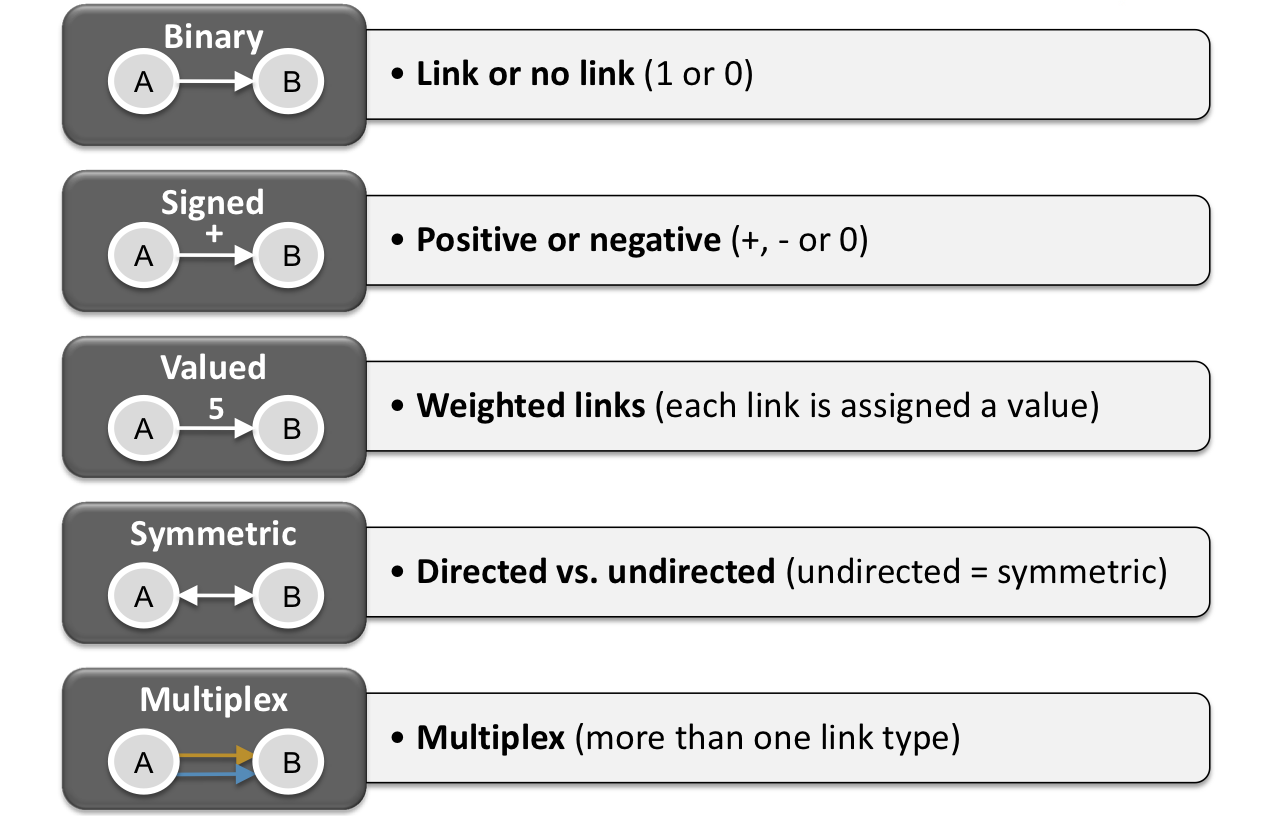 Binary
A B
• Link or no link (1 or 0)
Signed
+
A B
• Positive or negative (+, - or 0)
Valued
5
A B
• Weighted links (each link is assigned a value)
Symmetric
A B
• Directed vs. undirected (undirected = symmetric)
Multiplex
A B
• Multiplex (more than one link type)